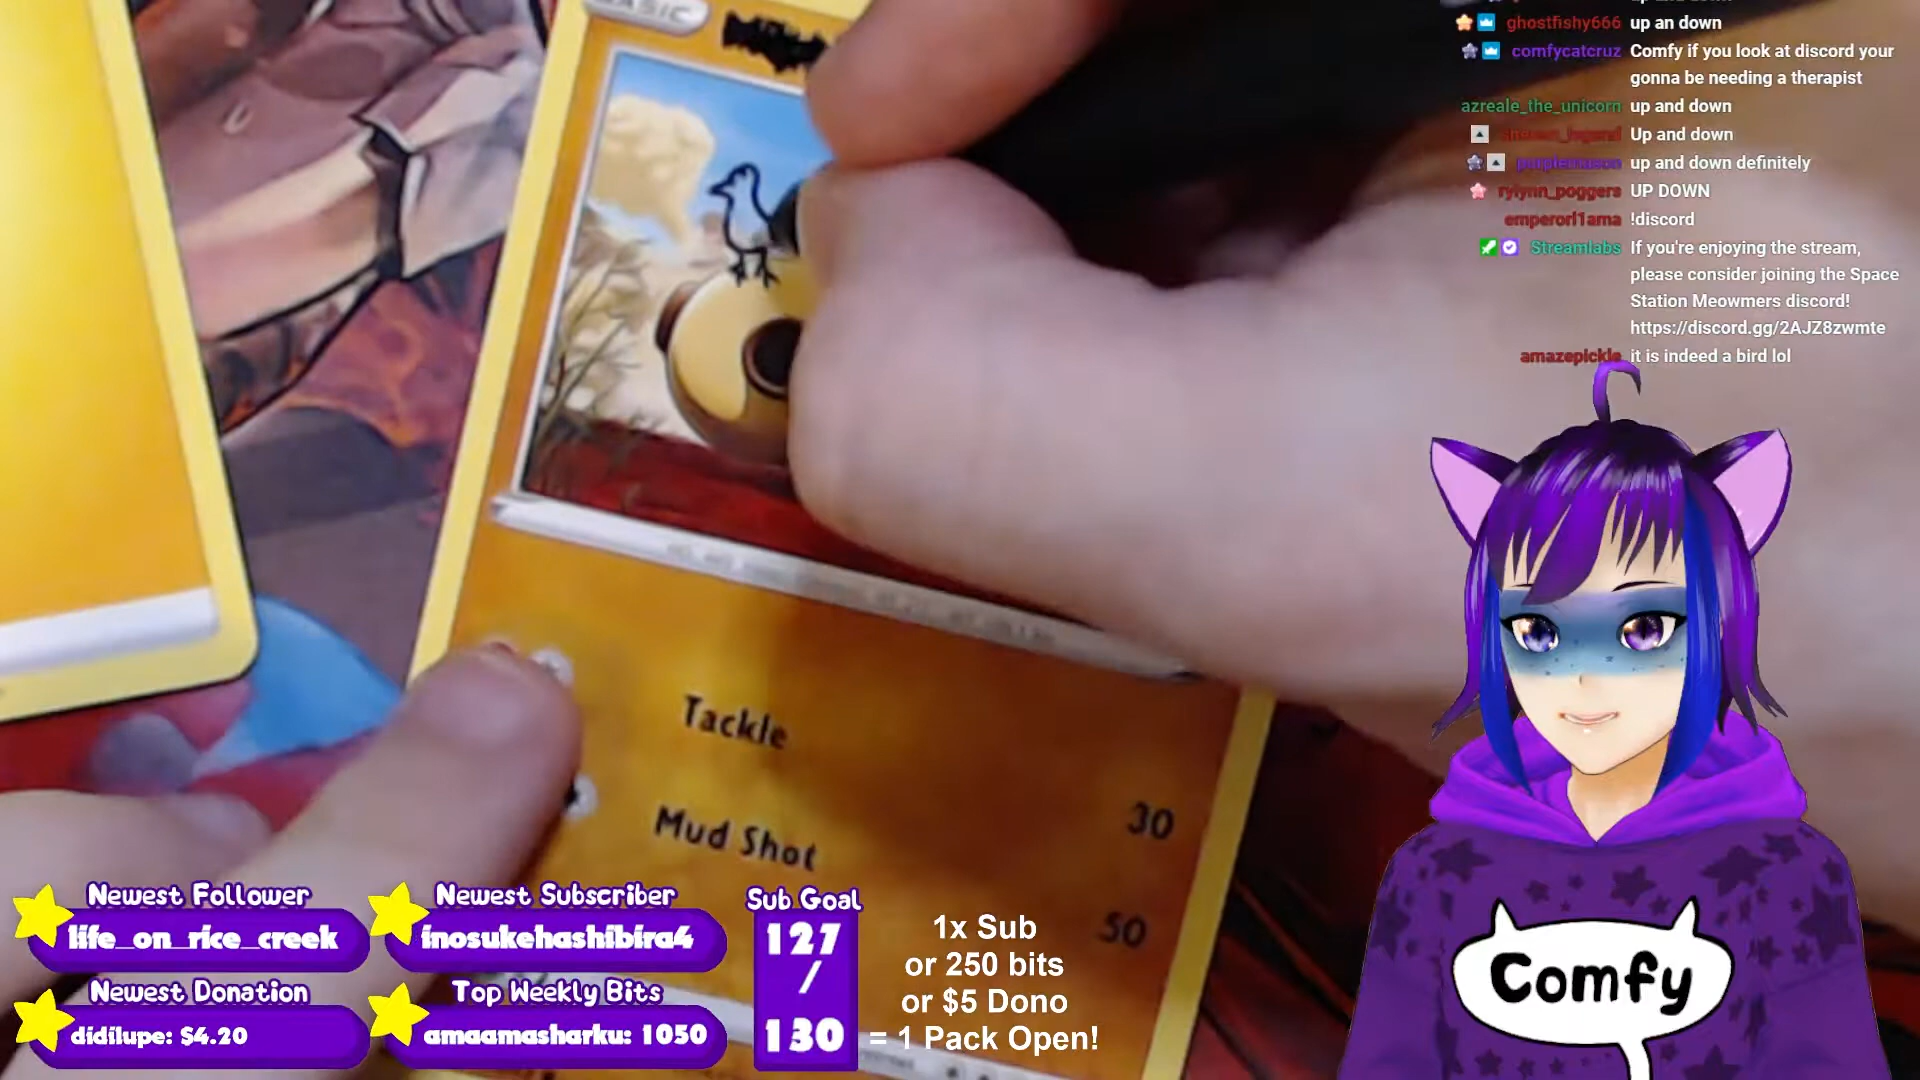 BASIC
ghostfishy666 up an down
comfycatcruz Comfy if you look at discord your
gonna be needing a therapist
azreale_the_unicorn up and down
Up and down
purplemason up and down definitely
rylynn_poggers UP DOWN
emperorl1ama !discord
Streamlabs If you're enjoying the stream,
please consider joining the Space
Station Meowmers discord!
https://discord.gg/2AJZ8zwmte
amazepickle it is indeed a bird lol
Tackle
30
Mud Shot
50
Newest Follower
life_on_rice_creek
Newest Subscriber
inosukehashibira4
Newest Donation
didilupe: $4.20
Top Weekly Bits
amaamasharku: 1050
Sub Goal
127
/
130
1x Sub
or 250 bits
or $5 Dono
= 1 Pack Open!
Comfy